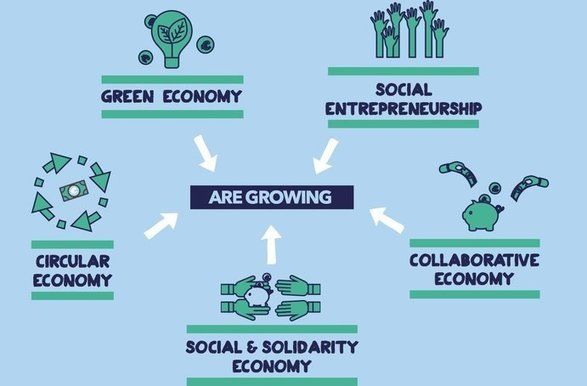 GREEN ECONOMY
SOCIAL
ENTREPRENEURSHIP
ARE GROWING
CIRCULAR
ECONOMY
COLLABORATIVE
ECONOMY
SOCIAL & SOLIDARITY
ECONOMY